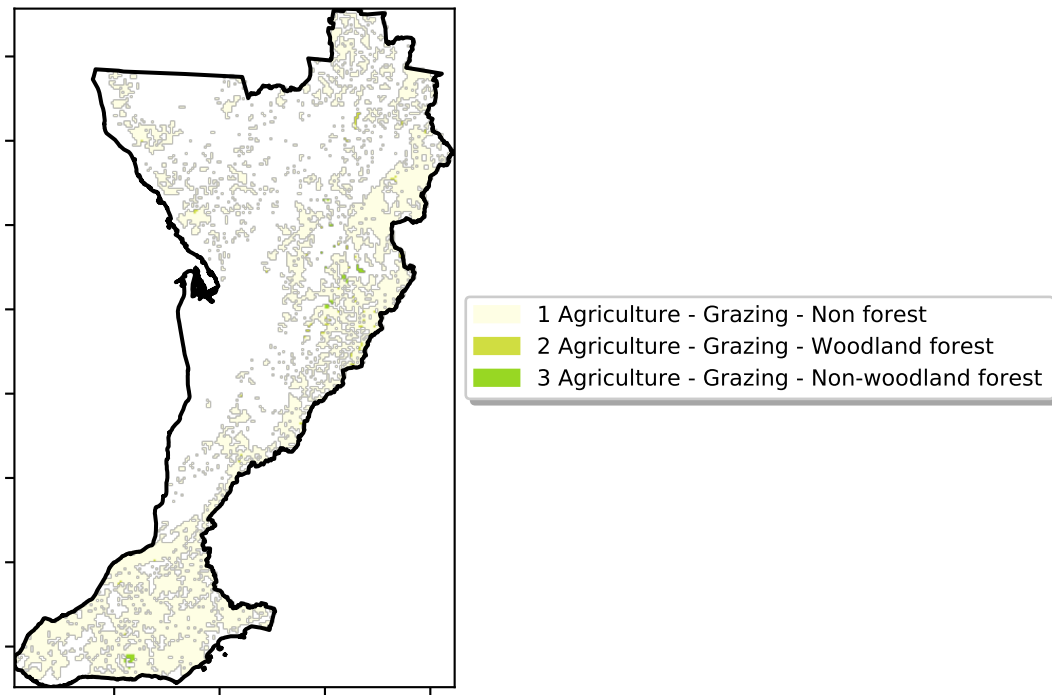 1 Agriculture - Grazing - Non forest
2 Agriculture - Grazing - Woodland forest
3 Agriculture - Grazing - Non-woodland forest